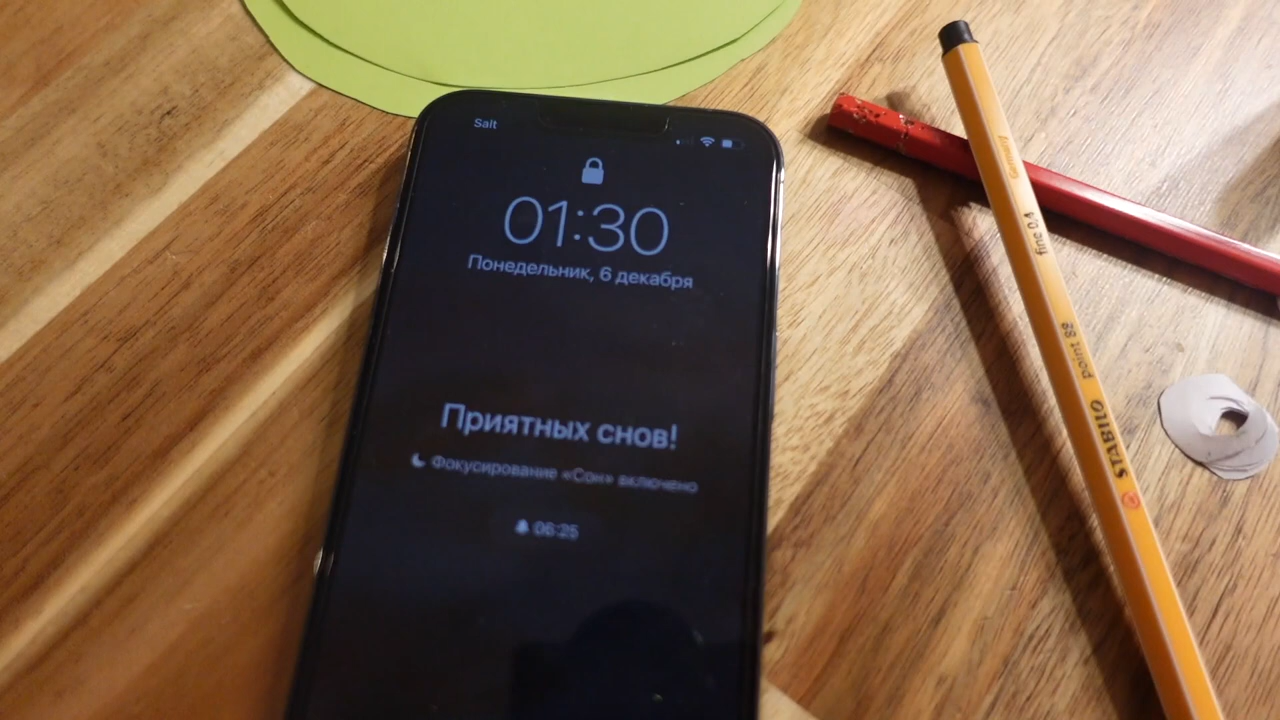 Salt
01:30
Понедельник, 6 декабря
Приятных снов!
Фокусирование «Сон» включено
06:25
STABILO
point 88
fine 0,4
Germany